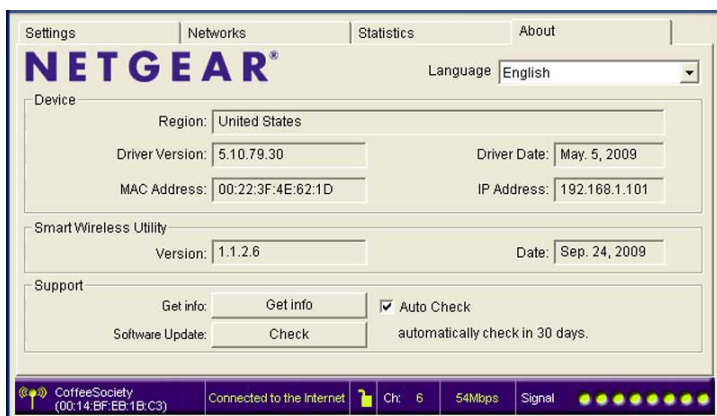 Settings Networks Statistics About
NETGEAR®
Language English
Device
Region: United States
Driver Version: 5.10.79.30 Driver Date: May. 5, 2009
MAC Address: 00:22:3F:4E:62:1D IP Address: 192.168.1.101
Smart Wireless Utility
Version: 1.1.2.6 Date: Sep. 24, 2009
Support
Get info: Get info Auto Check
Software Update: Check automatically check in 30 days.
CoffeeSociety Connected to the Internet Ch: 6 54Mbps Signal
(00:14:BF:EB:1B:C3)